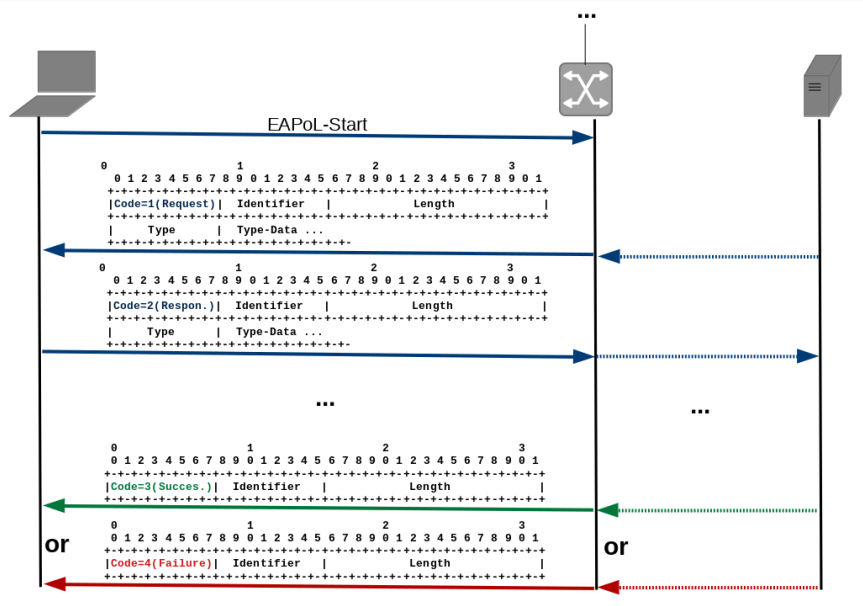 ...
EAPoL-Start
0                   1                   2                   3
0 1 2 3 4 5 6 7 8 9 0 1 2 3 4 5 6 7 8 9 0 1 2 3 4 5 6 7 8 9 0 1
+-+-+-+-+-+-+-+-+-+-+-+-+-+-+-+-+-+-+-+-+-+-+-+-+-+-+-+-+-+-+-+-+
|Code=1(Request)|  Identifier   |            Length             |
+-+-+-+-+-+-+-+-+-+-+-+-+-+-+-+-+-+-+-+-+-+-+-+-+-+-+-+-+-+-+-+-+
|     Type      |  Type-Data ...
+-+-+-+-+-+-+-+-+-+-+-+-+-+-+-+-+-+-
0                   1                   2                   3
0 1 2 3 4 5 6 7 8 9 0 1 2 3 4 5 6 7 8 9 0 1 2 3 4 5 6 7 8 9 0 1
+-+-+-+-+-+-+-+-+-+-+-+-+-+-+-+-+-+-+-+-+-+-+-+-+-+-+-+-+-+-+-+-+
|Code=2(Respon.)|  Identifier   |            Length             |
+-+-+-+-+-+-+-+-+-+-+-+-+-+-+-+-+-+-+-+-+-+-+-+-+-+-+-+-+-+-+-+-+
|     Type      |  Type-Data ...
+-+-+-+-+-+-+-+-+-+-+-+-+-+-+-+-+-+-
...
...
0                   1                   2                   3
0 1 2 3 4 5 6 7 8 9 0 1 2 3 4 5 6 7 8 9 0 1 2 3 4 5 6 7 8 9 0 1
+-+-+-+-+-+-+-+-+-+-+-+-+-+-+-+-+-+-+-+-+-+-+-+-+-+-+-+-+-+-+-+-+
|Code=3(Succes.)|  Identifier   |            Length             |
+-+-+-+-+-+-+-+-+-+-+-+-+-+-+-+-+-+-+-+-+-+-+-+-+-+-+-+-+-+-+-+-+
or
or
0                   1                   2                   3
0 1 2 3 4 5 6 7 8 9 0 1 2 3 4 5 6 7 8 9 0 1 2 3 4 5 6 7 8 9 0 1
+-+-+-+-+-+-+-+-+-+-+-+-+-+-+-+-+-+-+-+-+-+-+-+-+-+-+-+-+-+-+-+-+
|Code=4(Failure)|  Identifier   |            Length             |
+-+-+-+-+-+-+-+-+-+-+-+-+-+-+-+-+-+-+-+-+-+-+-+-+-+-+-+-+-+-+-+-+